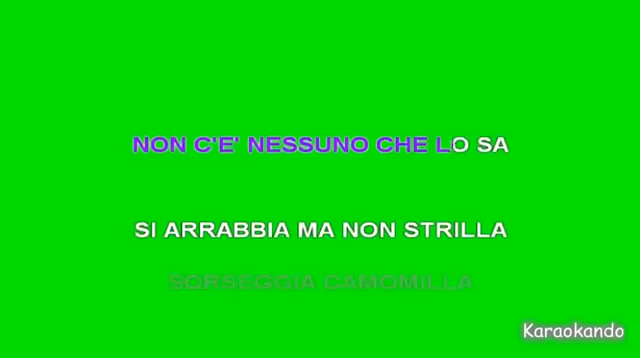 NON C'E' NESSUNO CHE LO SA
SI ARRABBIA MA NON STRILLA
SORSEGGIA CAMOMILLA
Karaokando